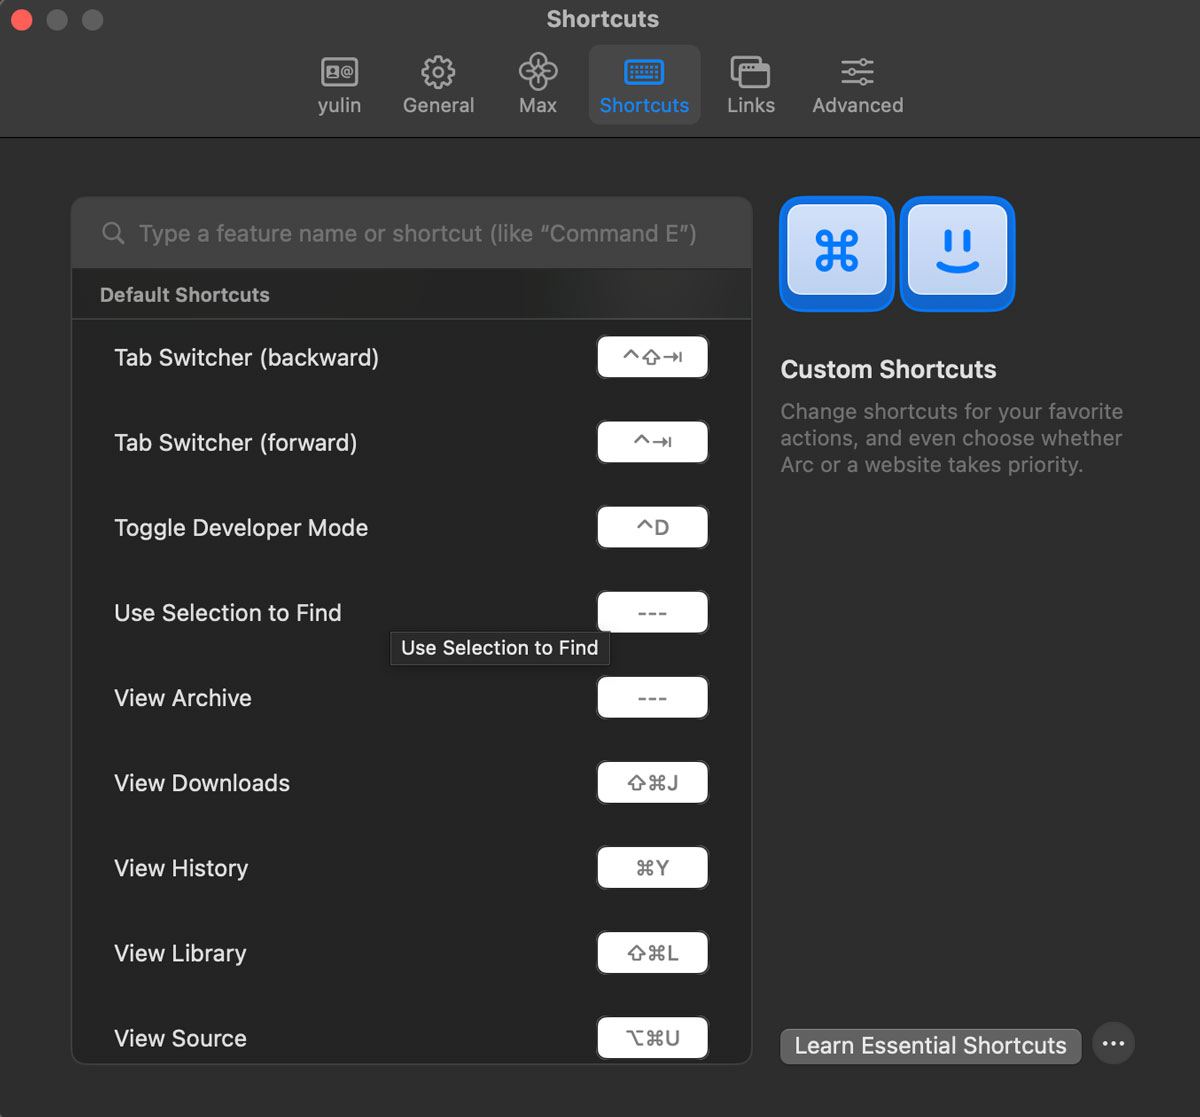 Shortcuts
yulin
General
Max
Shortcuts
Links
Advanced
Type a feature name or shortcut (like “Command E”)
Default Shortcuts
Tab Switcher (backward) ⌃⇧⇥
Tab Switcher (forward) ⌃⇥
Toggle Developer Mode ⌃D
Use Selection to Find ---
Use Selection to Find
View Archive ---
View Downloads ⇧⌘J
View History ⌘Y
View Library ⇧⌘L
View Source ⌥⌘U
Custom Shortcuts
Change shortcuts for your favorite
actions, and even choose whether
Arc or a website takes priority.
Learn Essential Shortcuts